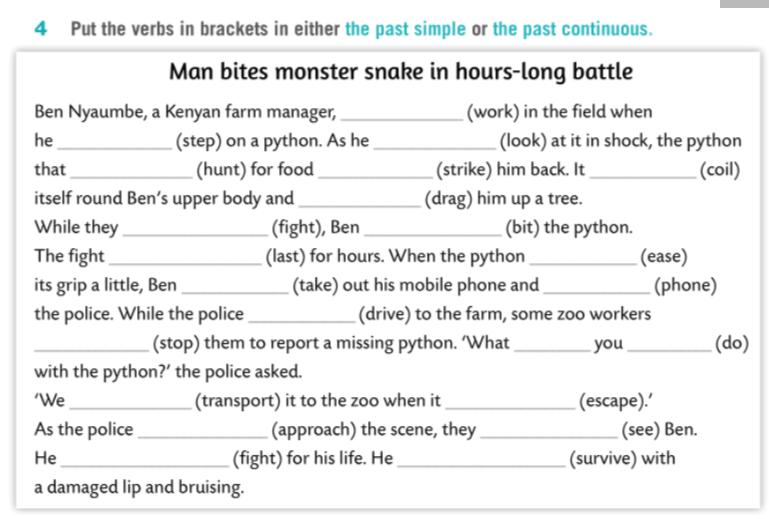 4 Put the verbs in brackets in either the past simple or the past continuous.
Man bites monster snake in hours-long battle
Ben Nyaumbe, a Kenyan farm manager, ____________ (work) in the field when
he ____________ (step) on a python. As he ____________ (look) at it in shock, the python
that ____________ (hunt) for food ____________ (strike) him back. It ____________ (coil)
itself round Ben's upper body and ____________ (drag) him up a tree.
While they ____________ (fight), Ben ____________ (bit) the python.
The fight ____________ (last) for hours. When the python ____________ (ease)
its grip a little, Ben ____________ (take) out his mobile phone and ____________ (phone)
the police. While the police ____________ (drive) to the farm, some zoo workers
____________ (stop) them to report a missing python. 'What ________ you ________ (do)
with the python?' the police asked.
'We ____________ (transport) it to the zoo when it ____________ (escape).'
As the police ____________ (approach) the scene, they ____________ (see) Ben.
He ____________ (fight) for his life. He ____________ (survive) with
a damaged lip and bruising.